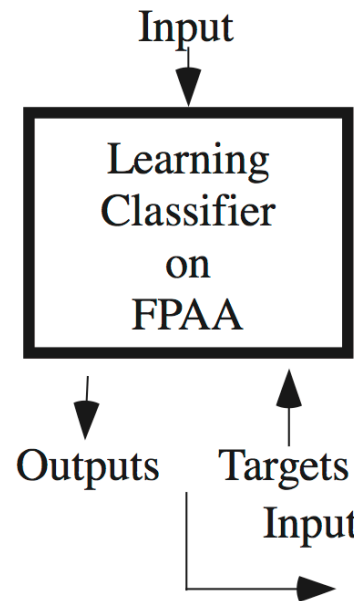 Input
Learning
Classifier
on
FPAA
Outputs Targets
Input